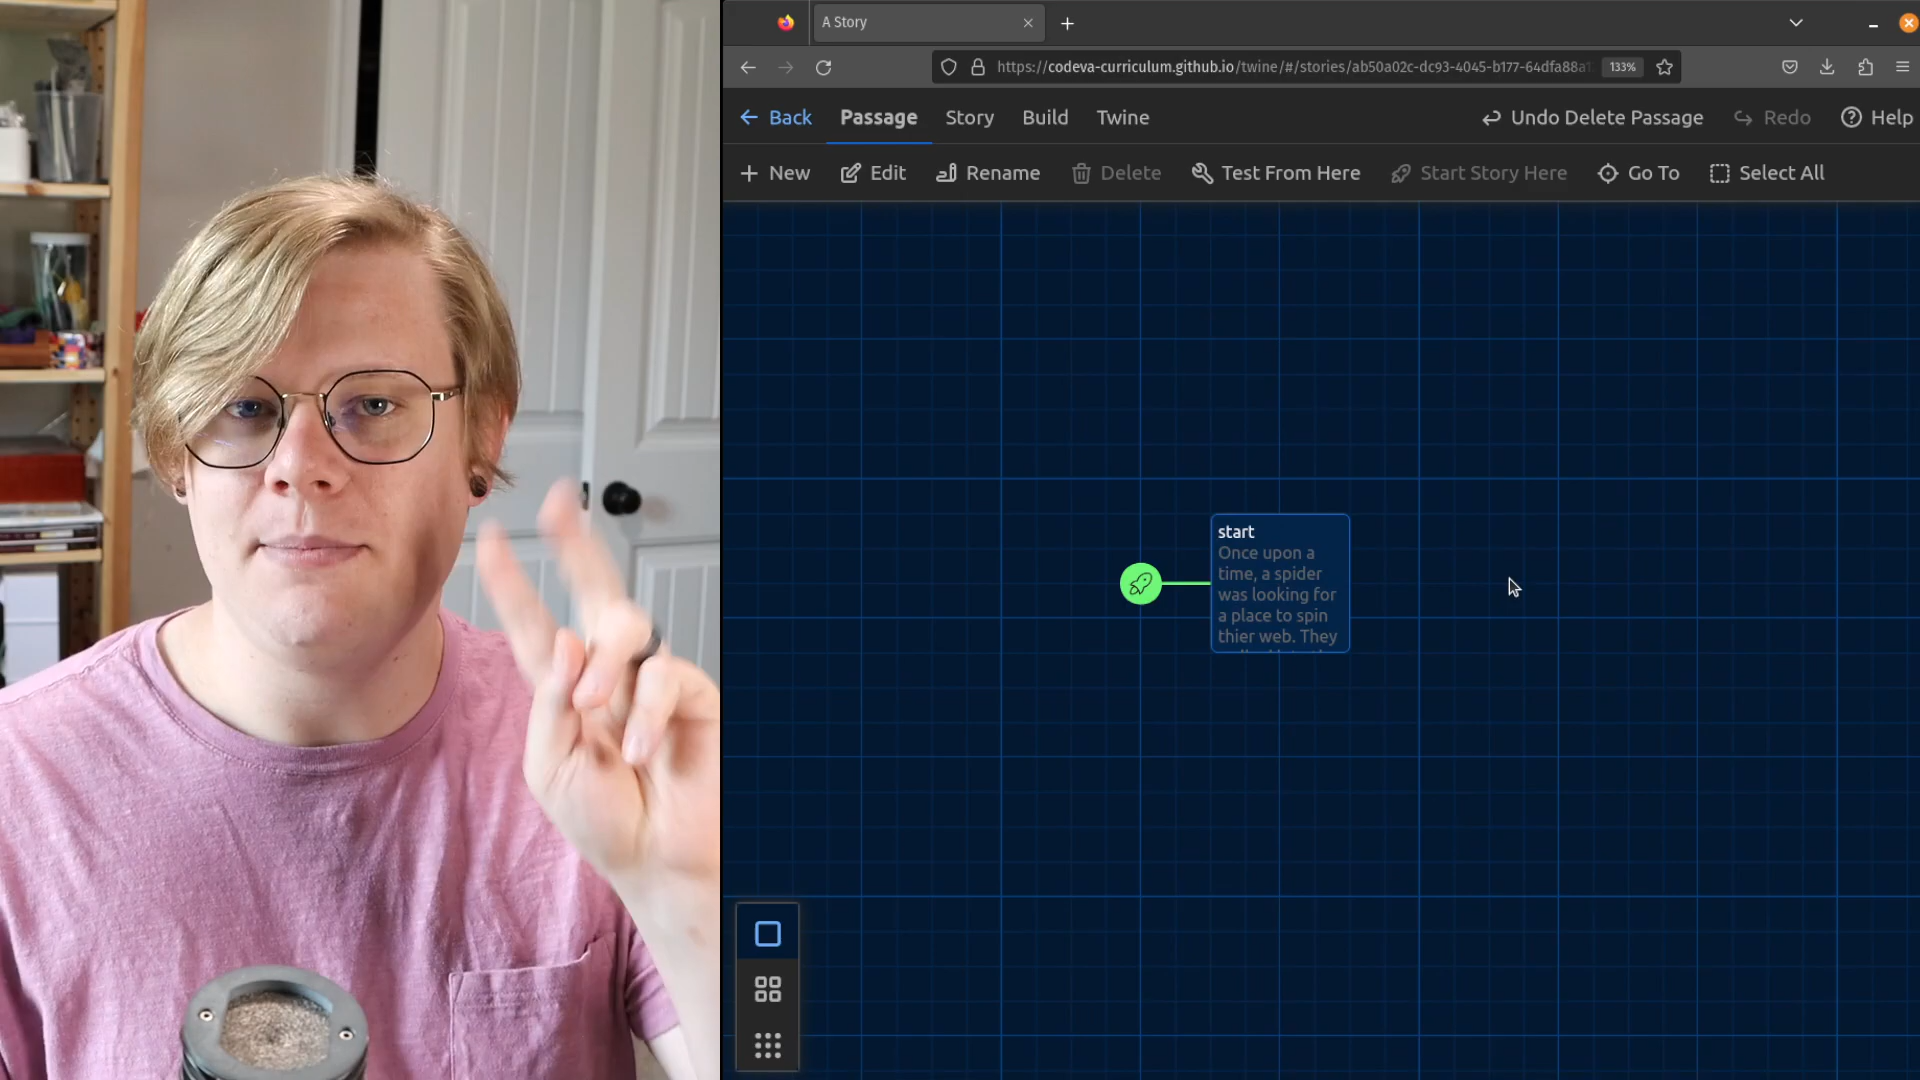 A Story
https://codeva-curriculum.github.io/twine/#/stories/ab50a02c-dc93-4045-b177-64dfa88a1
133%
Back Passage Story Build Twine Undo Delete Passage Redo Help
New Edit Rename Delete Test From Here Start Story Here Go To Select All
start
Once upon a
time, a spider
was looking for
a place to spin
thier web. They